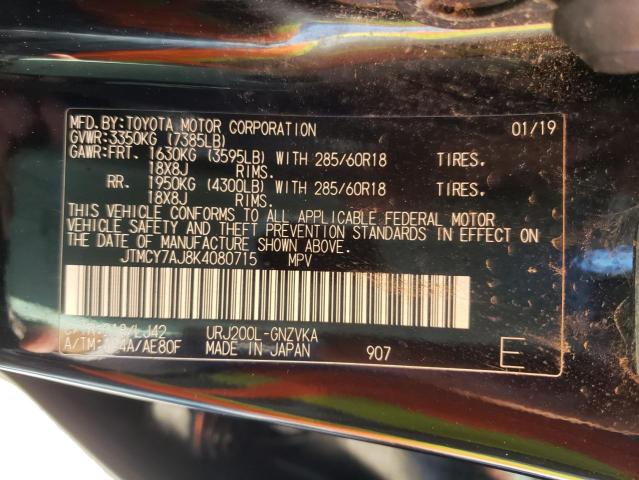 MFD.BY:TOYOTA MOTOR CORPORATION 01/19
GVWR:3350KG (7385LB)
GAWR:FRT. 1630KG (3595LB) WITH 285/60R18 TIRES.
18X8J RIMS.
RR. 1950KG (4300LB) WITH 285/60R18 TIRES.
18X8J RIMS.
THIS VEHICLE CONFORMS TO ALL APPLICABLE FEDERAL MOTOR
VEHICLE SAFETY AND THEFT PREVENTION STANDARDS IN EFFECT ON
THE DATE OF MANUFACTURE SHOWN ABOVE.
JTMCY7AJ8K4080715 MPV
/LJ42 URJ200L-GNZVKA
/AE80F MADE IN JAPAN 907 E